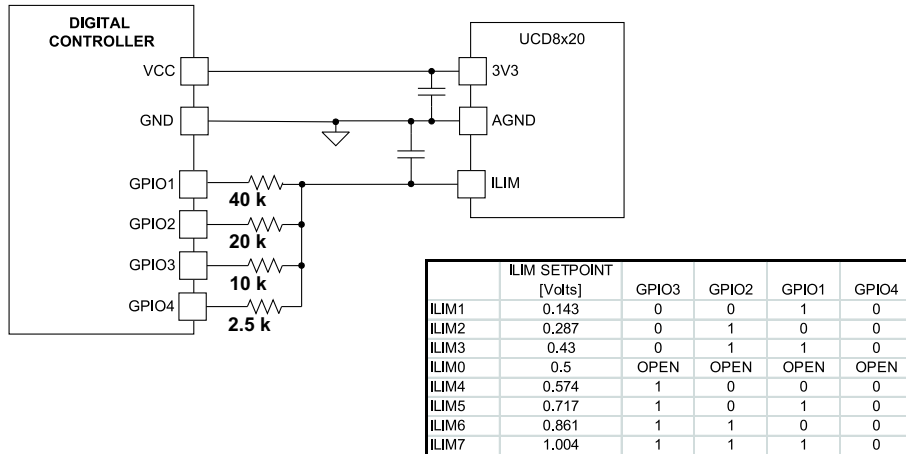 DIGITAL
CONTROLLER
UCD8x20
VCC
3V3
GND
AGND
GPIO1
40 k
ILIM
GPIO2
20 k
GPIO3
10 k
GPIO4
2.5 k
ILIM SETPOINT
[Volts] GPIO3 GPIO2 GPIO1 GPIO4
ILIM1 0.143 0 0 1 0
ILIM2 0.287 0 1 0 0
ILIM3 0.43 0 1 1 0
ILIM0 0.5 OPEN OPEN OPEN OPEN
ILIM4 0.574 1 0 0 0
ILIM5 0.717 1 0 1 0
ILIM6 0.861 1 1 0 0
ILIM7 1.004 1 1 1 0